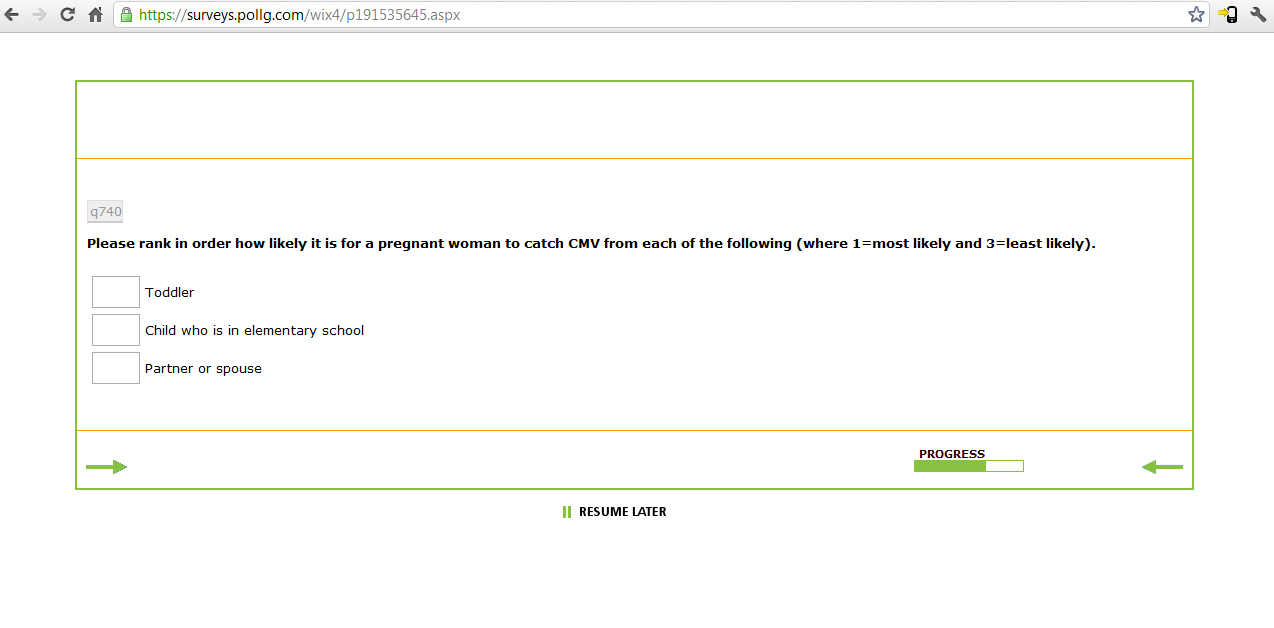 https://surveys.pollg.com/wix4/p191535645.aspx
q740
Please rank in order how likely it is for a pregnant woman to catch CMV from each of the following (where 1=most likely and 3=least likely).
Toddler
Child who is in elementary school
Partner or spouse
PROGRESS
RESUME LATER